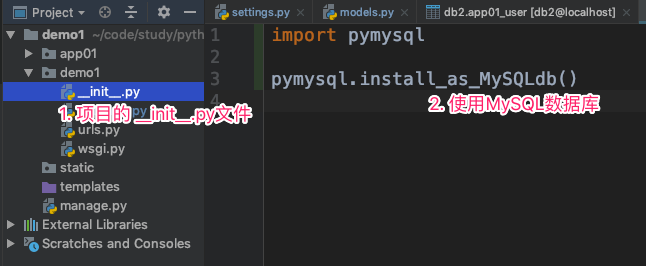 Project
settings.py
models.py
db2.app01_user [db2@localhost]
demo1 ~/code/study/pyth
app01
demo1
__init__.py
1. 项目的 __init__.py文件
urls.py
wsgi.py
static
templates
manage.py
External Libraries
Scratches and Consoles
1 import pymysql
2
3 pymysql.install_as_MySQLdb()
4
2. 使用MySQL数据库